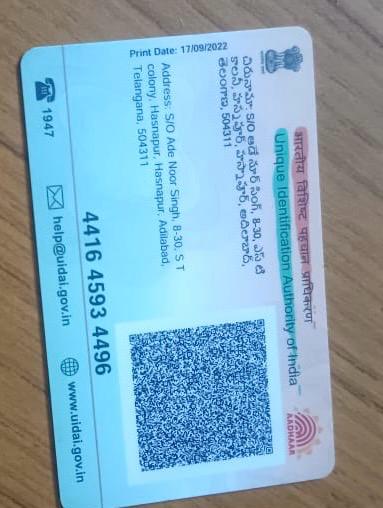 भारतीय विशिष्ट पहचान प्राधिकरण
Unique Identification Authority of India
AADHAAR
చిరునామా: S/O ఆడే నూర్ సింగ్, 8-30, ఎస్ టి
కాలనీ, హస్నాపూర్, హస్నాపూర్, ఆదిలాబాద్,
తెలంగాణ, 504311
Address: S/O Ade Noor Singh, 8-30, S T
colony, Hasnapur, Hasnapur, Adilabad,
Telangana, 504311
Print Date: 17/09/2022
4416 4593 4496
1947
help@uidai.gov.in
www.uidai.gov.in